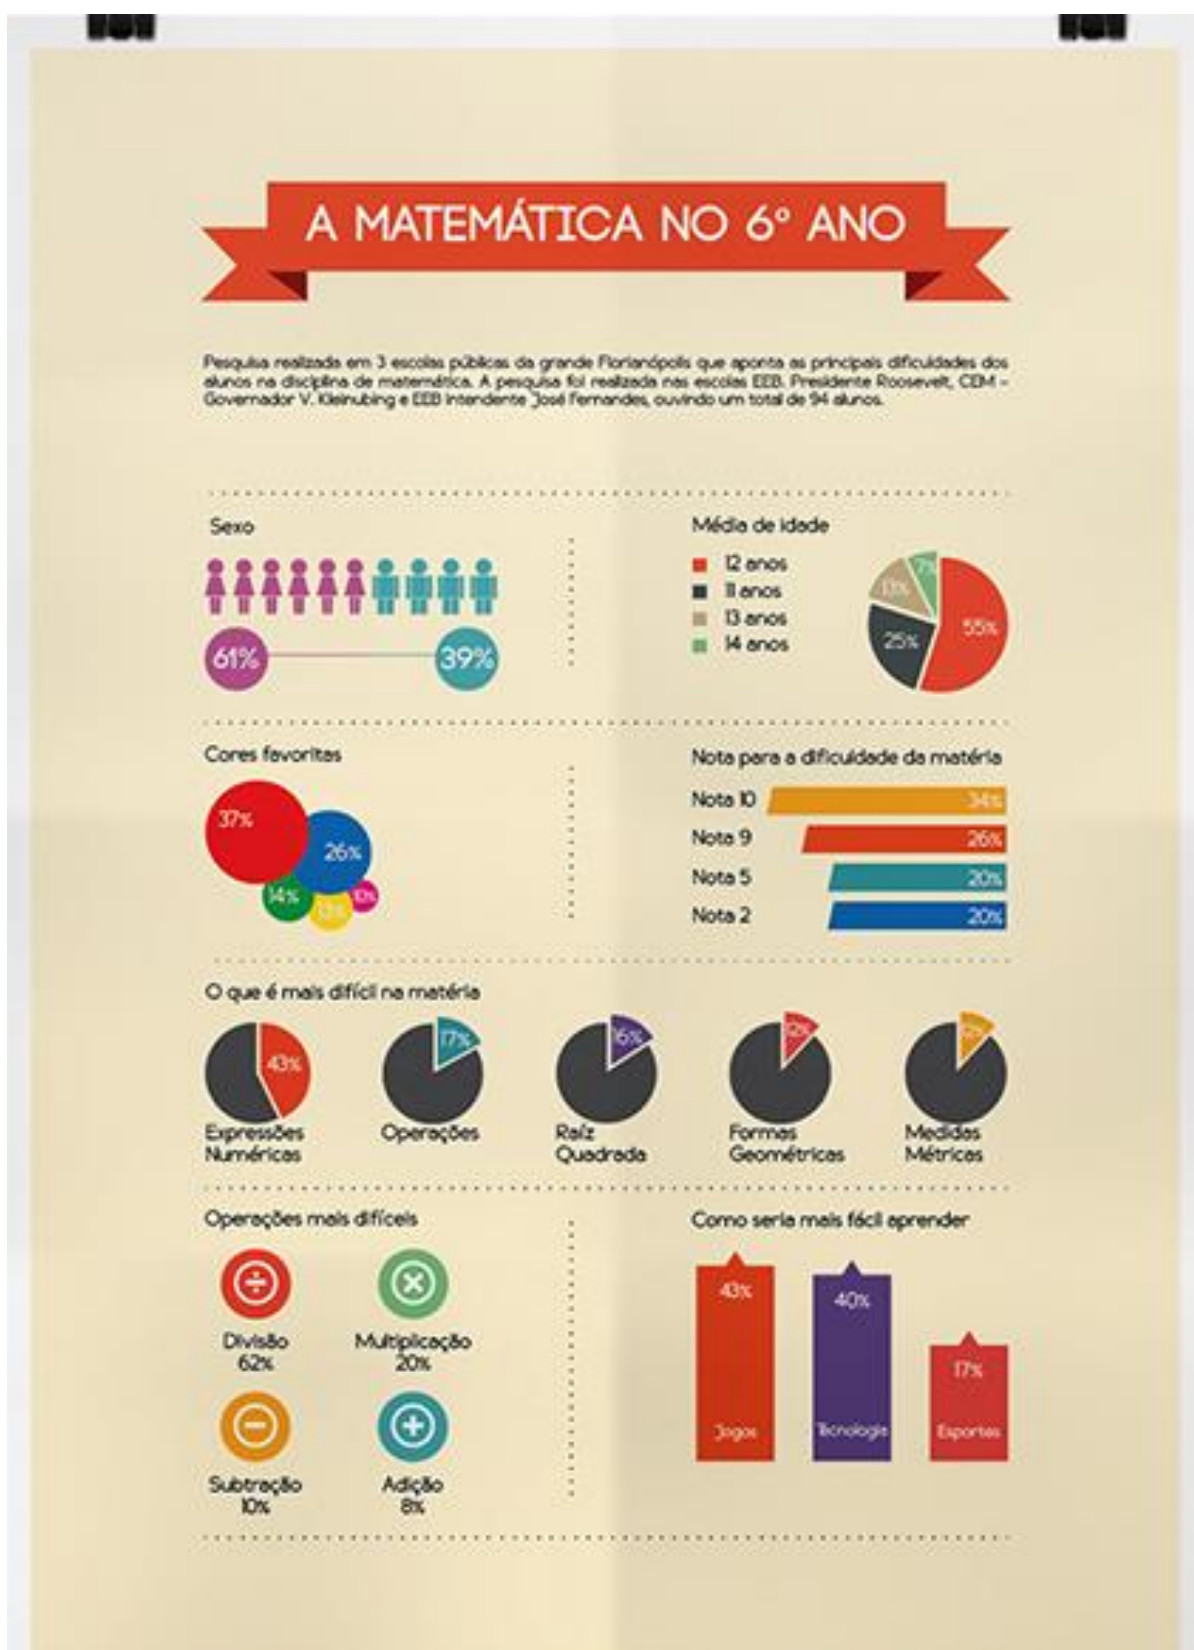 A MATEMÁTICA NO 6º ANO
Pesquisa realizada em 3 escolas públicas da grande Florianópolis que aponta as principais dificuldades dos
alunos na disciplina de matemática. A pesquisa foi realizada nas escolas EEB. Presidente Roosevelt, CEM –
Governador V. Kleinubing e EEB Intendente José Fernandes, ouvindo um total de 94 alunos.
Sexo
61%
39%
Média de idade
12 anos
11 anos
13 anos
14 anos
55%
25%
13%
7%
Cores favoritas
37%
26%
14%
13%
10%
Nota para a dificuldade da matéria
Nota 10 34%
Nota 9 26%
Nota 5 20%
Nota 2 20%
O que é mais difícil na matéria
43%
17%
16%
12%
12%
Expressões
Numéricas
Operações
Raíz
Quadrada
Formas
Geométricas
Medidas
Métricas
Operações mais difíceis
Divisão
62%
Multiplicação
20%
Subtração
10%
Adição
8%
Como seria mais fácil aprender
43%
Jogos
40%
Tecnologia
17%
Esportes